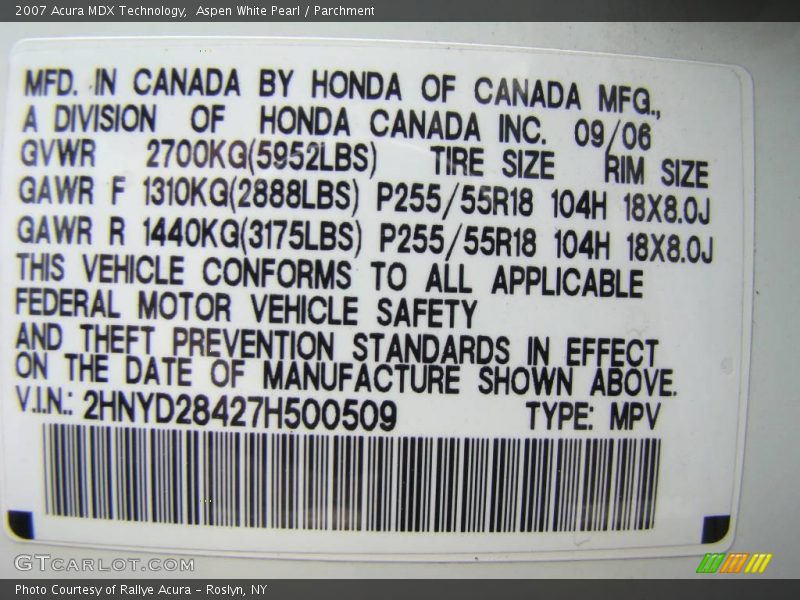 2007 Acura MDX Technology,  Aspen White Pearl / Parchment
MFD. IN CANADA BY HONDA OF CANADA MFG.,
A DIVISION OF HONDA CANADA INC. 09/06
GVWR 2700KG(5952LBS) TIRE SIZE RIM SIZE
GAWR F 1310KG(2888LBS) P255/55R18 104H 18X8.0J
GAWR R 1440KG(3175LBS) P255/55R18 104H 18X8.0J
THIS VEHICLE CONFORMS TO ALL APPLICABLE
FEDERAL MOTOR VEHICLE SAFETY
AND THEFT PREVENTION STANDARDS IN EFFECT
ON THE DATE OF MANUFACTURE SHOWN ABOVE.
V.I.N.: 2HNYD28427H500509 TYPE: MPV
GTCARLOT.COM
Photo Courtesy of Rallye Acura – Roslyn, NY